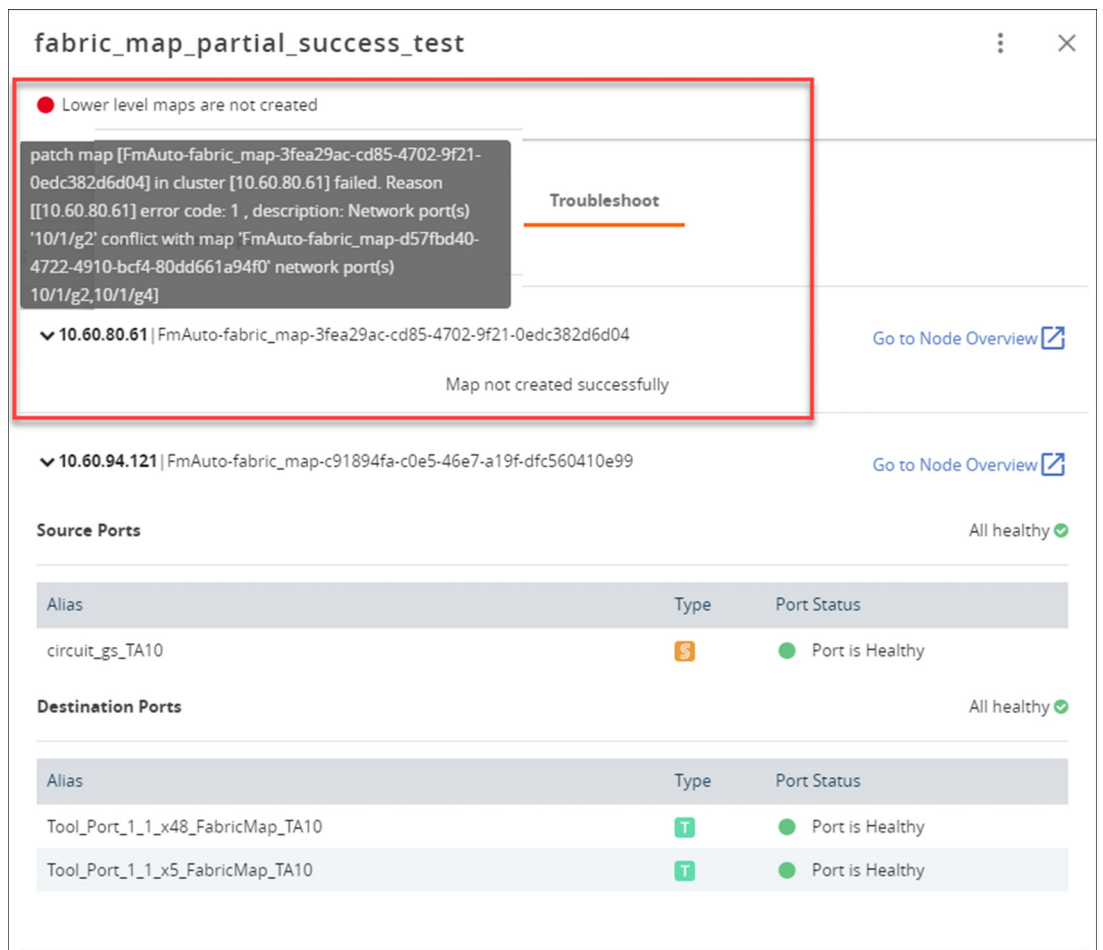 fabric_map_partial_success_test
Lower level maps are not created
patch map [FmAuto-fabric_map-3fea29ac-cd85-4702-9f21-
0edc382d6d04] in cluster [10.60.80.61] failed. Reason
[[10.60.80.61] error code: 1 , description: Network port(s)
'10/1/g2' conflict with map 'FmAuto-fabric_map-d57fbd40-
4722-4910-bcf4-80dd661a94f0' network port(s)
10/1/g2,10/1/g4]
Troubleshoot
10.60.80.61|FmAuto-fabric_map-3fea29ac-cd85-4702-9f21-0edc382d6d04
Go to Node Overview
Map not created successfully
10.60.94.121|FmAuto-fabric_map-c91894fa-c0e5-46e7-a19f-dfc560410e99
Go to Node Overview
Source Ports
All healthy
Alias Type Port Status
circuit_gs_TA10 S Port is Healthy
Destination Ports
All healthy
Alias Type Port Status
Tool_Port_1_1_x48_FabricMap_TA10 T Port is Healthy
Tool_Port_1_1_x5_FabricMap_TA10 T Port is Healthy